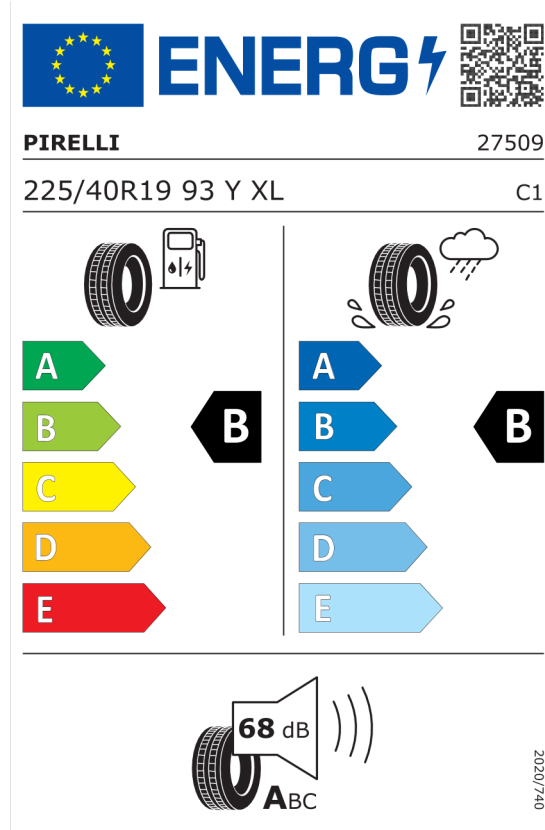 ENERG
PIRELLI 27509
225/40R19 93 Y XL C1
A
B
C
D
E
B
A
B
C
D
E
B
68 dB
ABC
2020/740